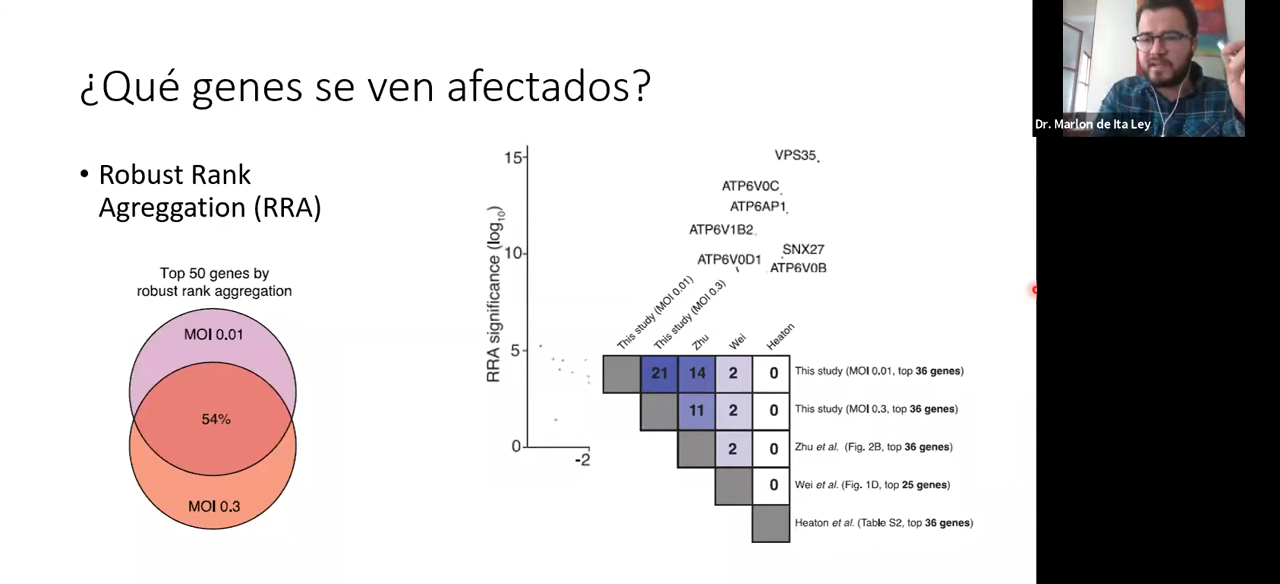 ¿Qué genes se ven afectados?
• Robust Rank
Agreggation (RRA)
Top 50 genes by
robust rank aggregation
MOI 0.01
54%
MOI 0.3
RRA significance (log10)
15
10
5
0
-2
VPS35
ATP6V0C
ATP6AP1
ATP6V1B2
SNX27
ATP6V0D1
ATP6V0B
This study (MOI 0.01)
This study (MOI 0.3)
Zhu
Wei
Heaton
21 14 2 0 This study (MOI 0.01, top 36 genes)
11 2 0 This study (MOI 0.3, top 36 genes)
2 0 Zhu et al. (Fig. 2B, top 36 genes)
0 Wei et al. (Fig. 1D, top 25 genes)
Heaton et al. (Table S2, top 36 genes)
Dr. Marlon de Ita Ley